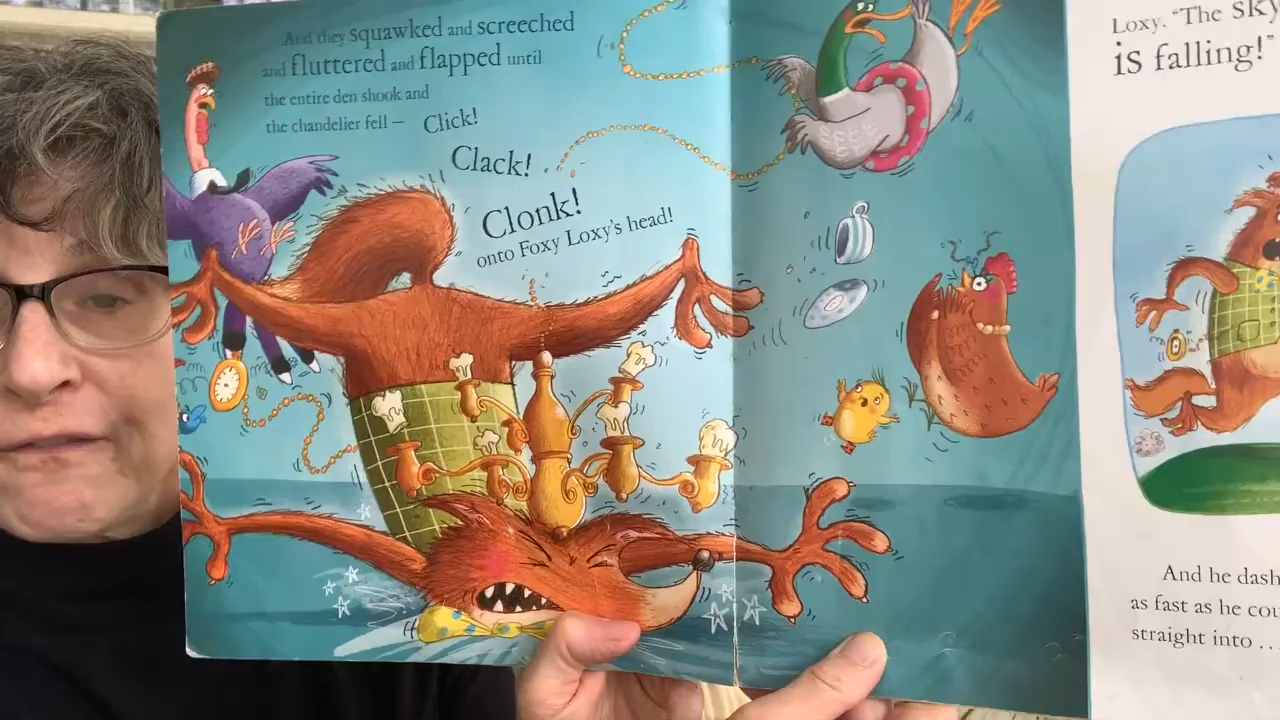 And they squawked and screeched
and fluttered and flapped until
the entire den shook and
the chandelier fell — Click!
Clack!
Clonk!
onto Foxy Loxy's head!
Loxy. "The sky
is falling!"
And he dash
as fast as he cou
straight into . . .